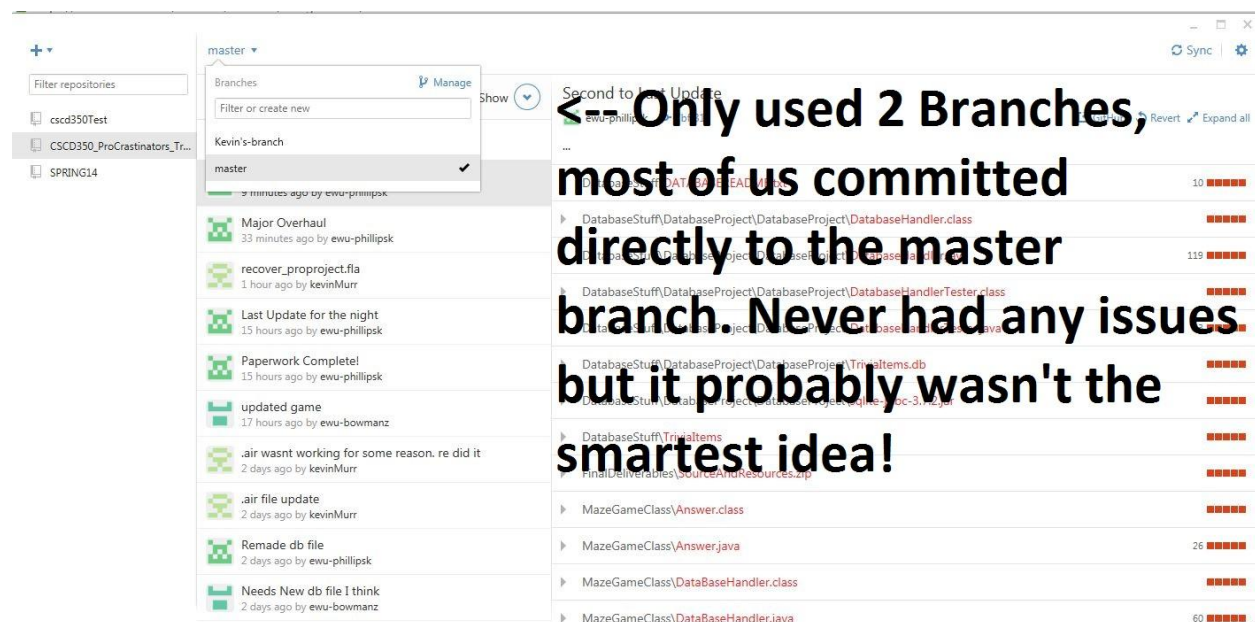 master
Sync
Filter repositories
cscd350Test
CSCD350_ProCrastinators_Tr...
SPRING14
Branches
Manage
Filter or create new
Kevin's-branch
master
Show
9 minutes ago by ewu-phillipsk
Major Overhaul
33 minutes ago by ewu-phillipsk
recover_proproject.fla
1 hour ago by kevinMurr
Last Update for the night
15 hours ago by ewu-phillipsk
Paperwork Complete!
15 hours ago by ewu-phillipsk
updated game
17 hours ago by ewu-bowmanz
.air wasnt working for some reason. re did it
2 days ago by kevinMurr
.air file update
2 days ago by kevinMurr
Remade db file
2 days ago by ewu-phillipsk
Needs New db file I think
2 days ago by ewu-bowmanz
Second to Last Update
ewu-phillipsk
GitHub Revert Expand all
...
<-- Only used 2 Branches,
most of us committed
directly to the master
branch. Never had any issues
but it probably wasn't the
smartest idea!
10
DatabaseStuff\DatabaseProject\DatabaseProject\DatabaseHandler.class
119
DatabaseStuff\DatabaseProject\DatabaseProject\DatabaseHandlerTester.class
DatabaseStuff\DatabaseProject\DatabaseProject\TriviaItems.db
DatabaseStuff\TriviaItems
FinalDeliverables\SourceAndResources.zip
MazeGameClass\Answer.class
MazeGameClass\Answer.java 26
MazeGameClass\DataBaseHandler.class
MazeGameClass\DataBaseHandler.java 60